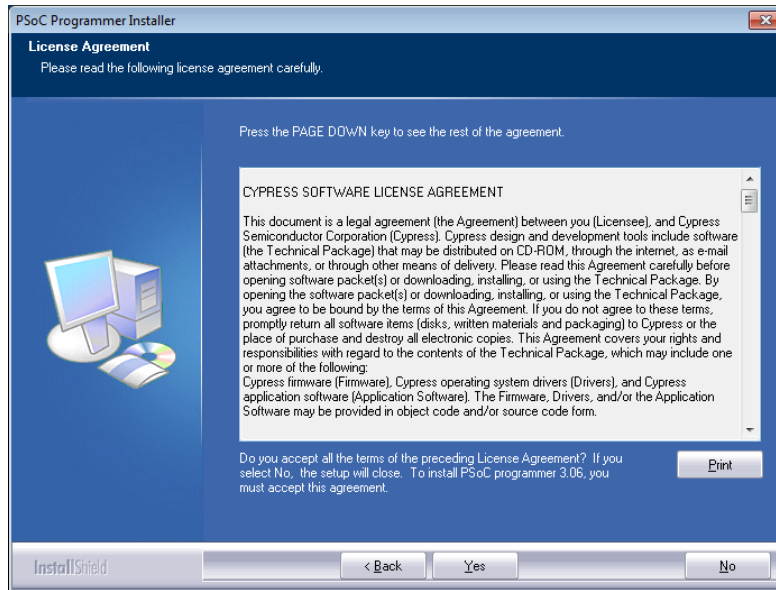 PSoC Programmer Installer
License Agreement
Please read the following license agreement carefully.
Press the PAGE DOWN key to see the rest of the agreement.
CYPRESS SOFTWARE LICENSE AGREEMENT
This document is a legal agreement (the Agreement) between you (Licensee), and Cypress
Semiconductor Corporation (Cypress). Cypress design and development tools include software
(the Technical Package) that may be distributed on CD-ROM, through the internet, as e-mail
attachments, or through other means of delivery. Please read this Agreement carefully before
opening software packet(s) or downloading, installing, or using the Technical Package. By
opening the software packet(s) or downloading, installing, or using the Technical Package,
you agree to be bound by the terms of this Agreement. If you do not agree to these terms,
promptly return all software items (disks, written materials and packaging) to Cypress or the
place of purchase and destroy all electronic copies. This Agreement covers your rights and
responsibilities with regard to the contents of the Technical Package, which may include one
or more of the following:
Cypress firmware (Firmware), Cypress operating system drivers (Drivers), and Cypress
application software (Application Software). The Firmware, Drivers, and/or the Application
Software may be provided in object code and/or source code form.
Do you accept all the terms of the preceding License Agreement? If you
select No, the setup will close. To install PSoC programmer 3.06, you
must accept this agreement.
Print
InstallShield
< Back
Yes
No